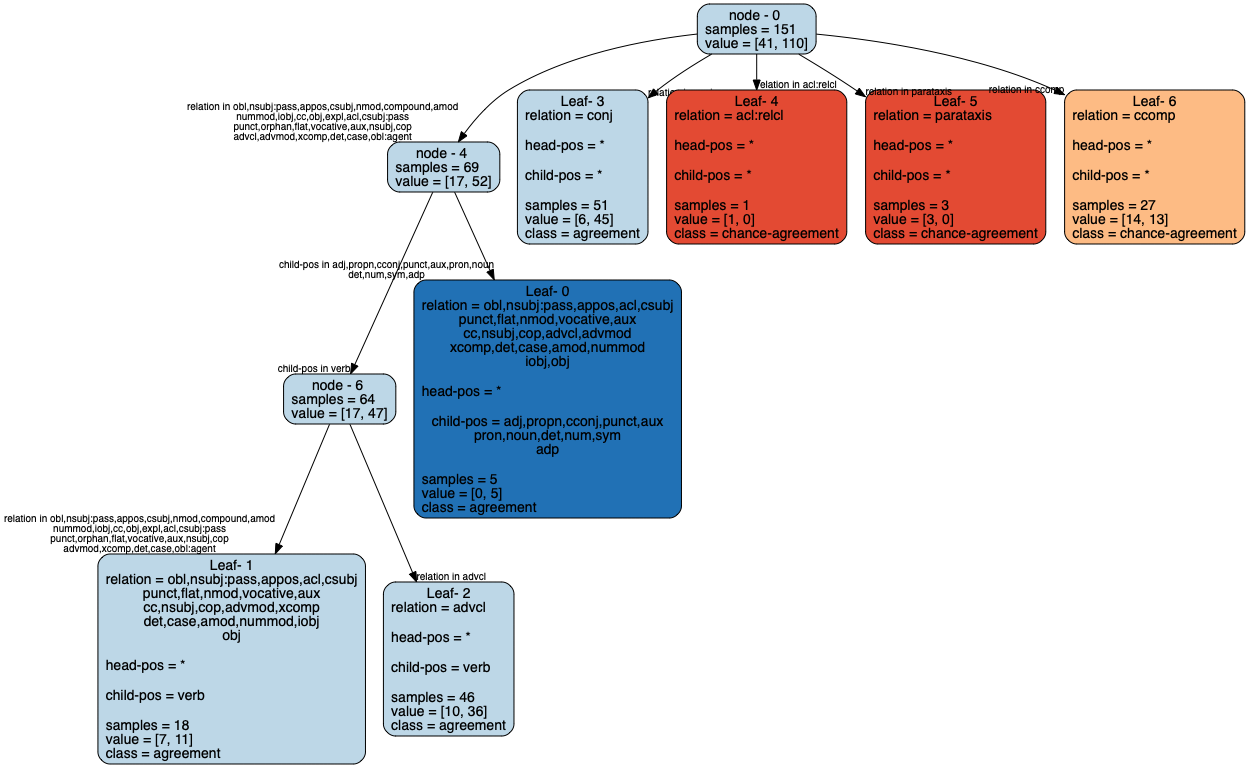 node - 0
samples = 151
value = [41, 110]
relation in obl,nsubj:pass,appos,csubj,nmod,compound,amod
nummod,iobj,cc,obj,expl,acl,csubj:pass
punct,orphan,flat,vocative,aux,nsubj,cop
advcl,advmod,xcomp,det,case,obl:agent
relation in acl:relcl
relation in parataxis
relation in ccomp
node - 4
samples = 69
value = [17, 52]
Leaf- 3
relation = conj
head-pos = *
child-pos = *
samples = 51
value = [6, 45]
class = agreement
Leaf- 4
relation = acl:relcl
head-pos = *
child-pos = *
samples = 1
value = [1, 0]
class = chance-agreement
Leaf- 5
relation = parataxis
head-pos = *
child-pos = *
samples = 3
value = [3, 0]
class = chance-agreement
Leaf- 6
relation = ccomp
head-pos = *
child-pos = *
samples = 27
value = [14, 13]
class = chance-agreement
child-pos in adj,propn,cconj,punct,aux,pron,noun
det,num,sym,adp
Leaf- 0
relation = obl,nsubj:pass,appos,acl,csubj
punct,flat,nmod,vocative,aux
cc,nsubj,cop,advcl,advmod
xcomp,det,case,amod,nummod
iobj,obj
head-pos = *
child-pos = adj,propn,cconj,punct,aux
pron,noun,det,num,sym
adp
samples = 5
value = [0, 5]
class = agreement
child-pos in verb
node - 6
samples = 64
value = [17, 47]
relation in obl,nsubj:pass,appos,csubj,nmod,compound,amod
nummod,iobj,cc,obj,expl,acl,csubj:pass
punct,orphan,flat,vocative,aux,nsubj,cop
advmod,xcomp,det,case,obl:agent
Leaf- 1
relation = obl,nsubj:pass,appos,acl,csubj
punct,flat,nmod,vocative,aux
cc,nsubj,cop,advmod,xcomp
det,case,amod,nummod,iobj
obj
head-pos = *
child-pos = verb
samples = 18
value = [7, 11]
class = agreement
relation in advcl
Leaf- 2
relation = advcl
head-pos = *
child-pos = verb
samples = 46
value = [10, 36]
class = agreement